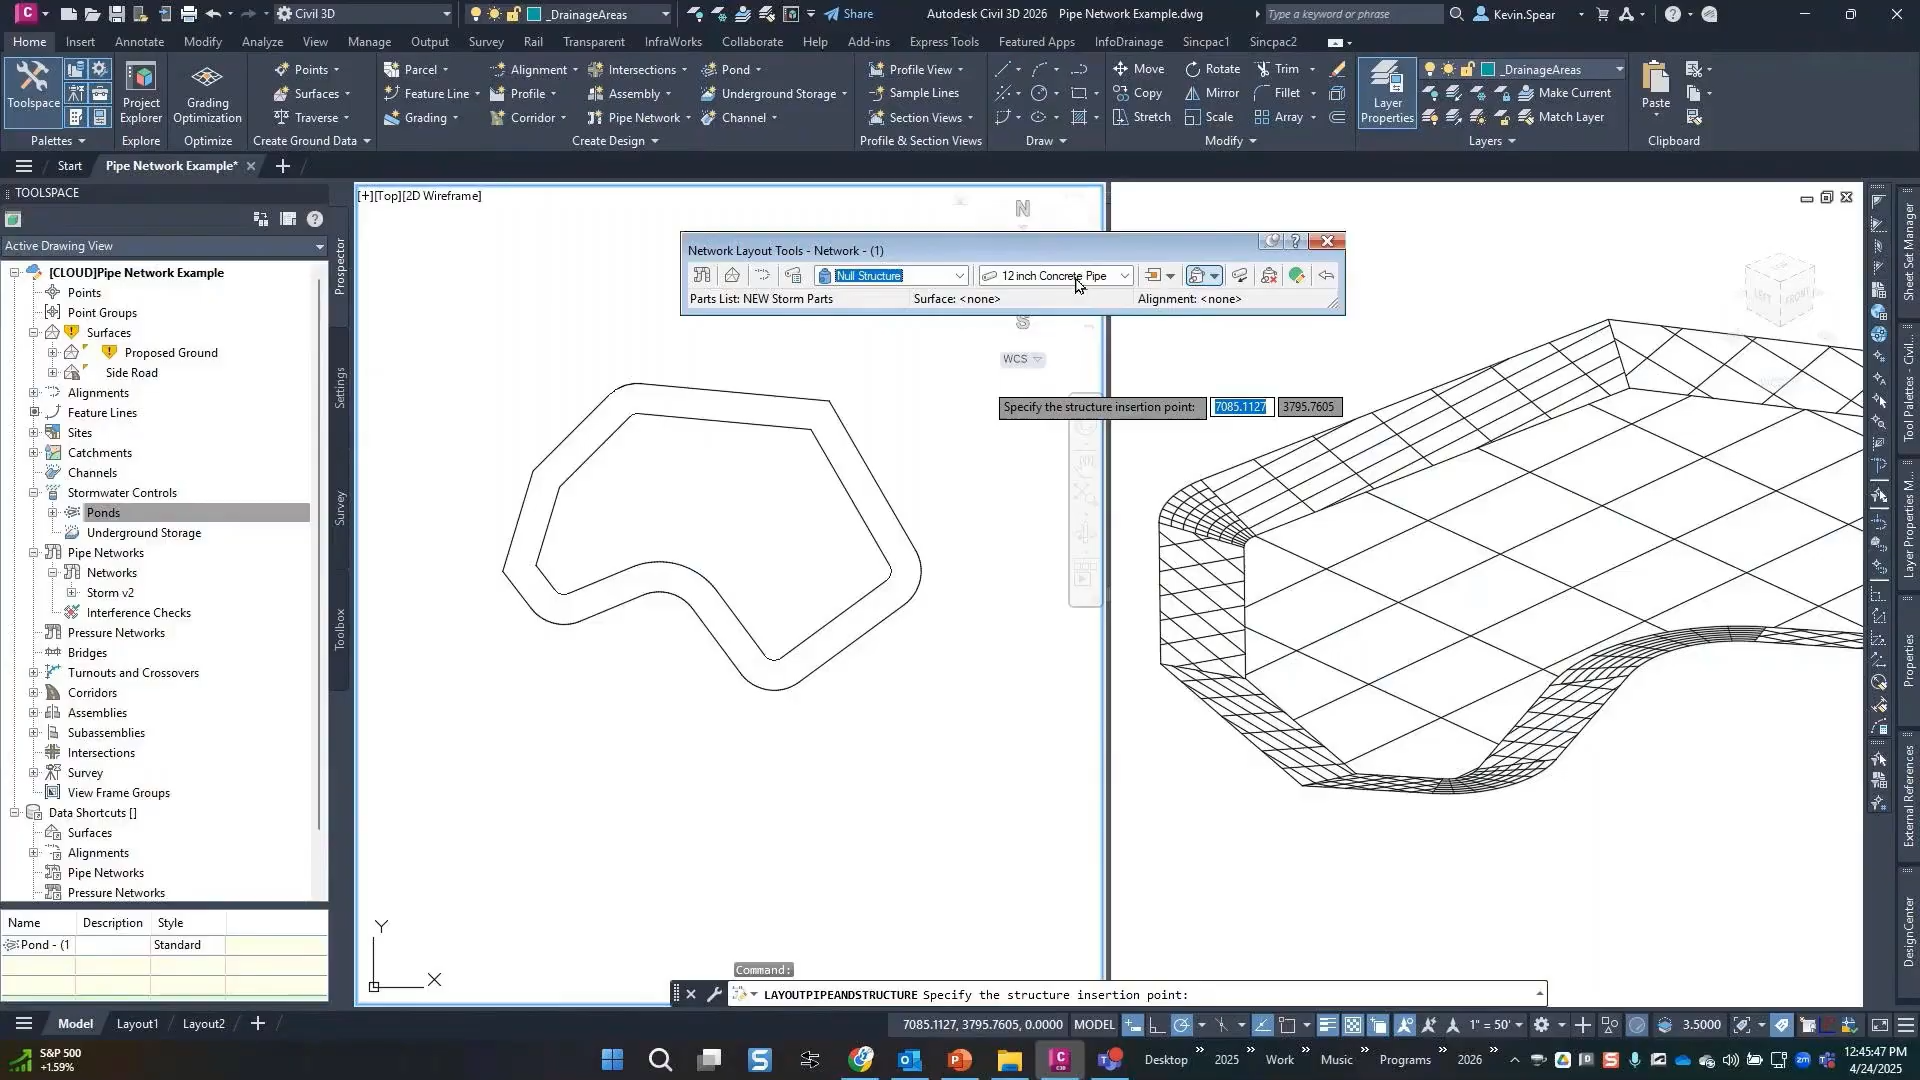 Civil 3D
_DrainageAreas
Share
Autodesk Civil 3D 2026 Pipe Network Example.dwg
Type a keyword or phrase
Kevin.Spear
Home Insert Annotate Modify Analyze View Manage Output Survey Rail Transparent InfraWorks Collaborate Help Add-ins Express Tools Featured Apps InfoDrainage Sincpac1 Sincpac2
Points
Parcel Alignment Intersections Pond
Profile View
Move Rotate Trim
_DrainageAreas
Toolspace Project Explorer Grading Optimization
Surfaces
Feature Line Profile Assembly Underground Storage
Sample Lines
Copy Mirror Fillet
Layer Properties
Make Current
Paste
Traverse
Grading Corridor Pipe Network Channel
Section Views
Stretch Scale Array
Match Layer
Palettes Explore Optimize Create Ground Data Create Design Profile & Section Views Draw Modify Layers Clipboard
Start Pipe Network Example*
TOOLSPACE
Active Drawing View
[CLOUD]Pipe Network Example
Points
Point Groups
Surfaces
Proposed Ground
Side Road
Alignments
Feature Lines
Sites
Catchments
Channels
Stormwater Controls
Ponds
Underground Storage
Pipe Networks
Networks
Storm v2
Interference Checks
Pressure Networks
Bridges
Turnouts and Crossovers
Corridors
Assemblies
Subassemblies
Intersections
Survey
View Frame Groups
Data Shortcuts []
Surfaces
Alignments
Pipe Networks
Pressure Networks
Name Description Style
Pond - (1 Standard
Prospector
Settings
Survey
Toolbox
[+][Top][2D Wireframe]
N
Network Layout Tools - Network - (1)
Null Structure
12 inch Concrete Pipe
Parts List: NEW Storm Parts Surface: <none> Alignment: <none>
S
WCS
Specify the structure insertion point: 7085.1127 3795.7605
LEFT FRONT
Y
X
Command:
LAYOUTPIPEANDSTRUCTURE Specify the structure insertion point:
Sheet Set Manager
Tool Palettes - Civil...
Layer Properties M...
Properties
External References
DesignCenter
Model Layout1 Layout2
7085.1127, 3795.7605, 0.0000 MODEL
1" = 50'
3.5000
S&P 500
+1.59%
Desktop 2025 Work Music Programs 2026
12:45:47 PM
4/24/2025